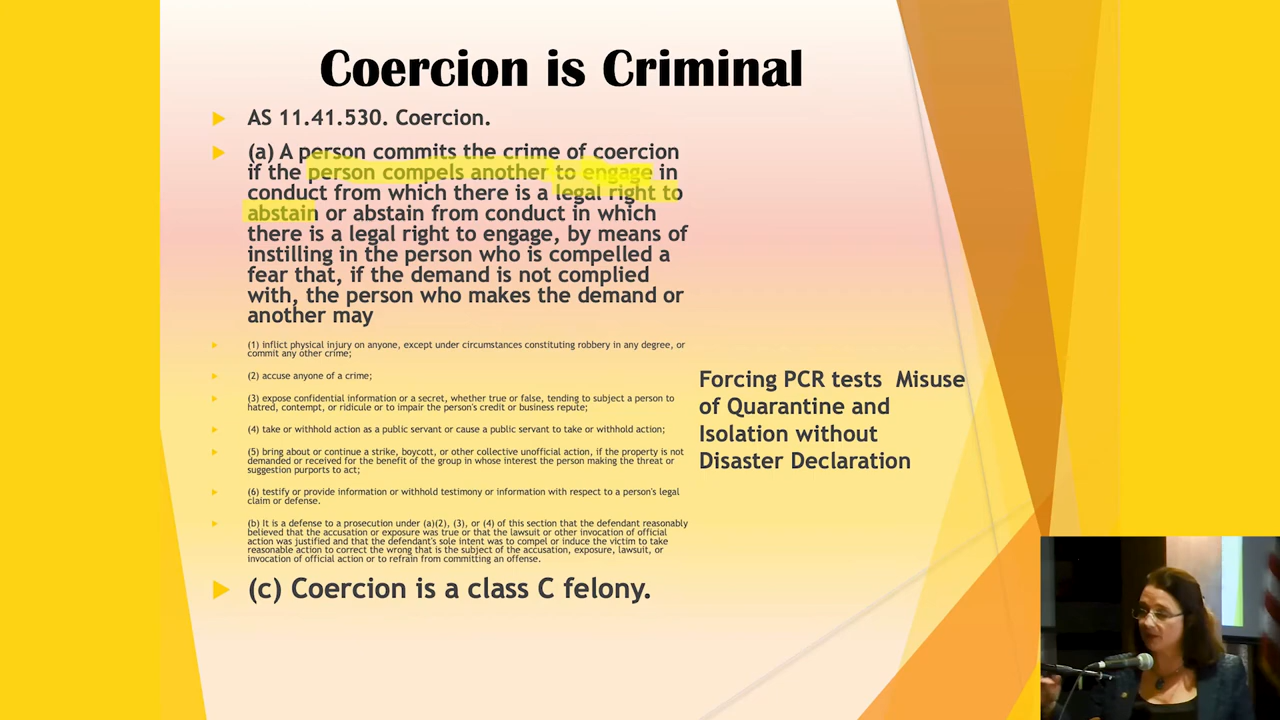 Coercion is Criminal
AS 11.41.530. Coercion.
(a) A person commits the crime of coercion
if the person compels another to engage in
conduct from which there is a legal right to
abstain or abstain from conduct in which
there is a legal right to engage, by means of
instilling in the person who is compelled a
fear that, if the demand is not complied
with, the person who makes the demand or
another may
(1) inflict physical injury on anyone, except under circumstances constituting robbery in any degree, or
commit any other crime;
(2) accuse anyone of a crime;
(3) expose confidential information or a secret, whether true or false, tending to subject a person to
hatred, contempt, or ridicule or to impair the person's credit or business repute;
(4) take or withhold action as a public servant or cause a public servant to take or withhold action;
(5) bring about or continue a strike, boycott, or other collective unofficial action, if the property is not
demanded or received for the benefit of the group in whose interest the person making the threat or
suggestion purports to act;
(6) testify or provide information or withhold testimony or information with respect to a person's legal
claim or defense.
(b) It is a defense to a prosecution under (a)(2), (3), or (4) of this section that the defendant reasonably
believed that the accusation or exposure was true or that the lawsuit or other invocation of official
action was justified and that the defendant's sole intent was to compel or induce the victim to take
reasonable action to correct the wrong that is the subject of the accusation, exposure, lawsuit, or
invocation of official action or to refrain from committing an offense.
(c) Coercion is a class C felony.
Forcing PCR tests Misuse
of Quarantine and
Isolation without
Disaster Declaration